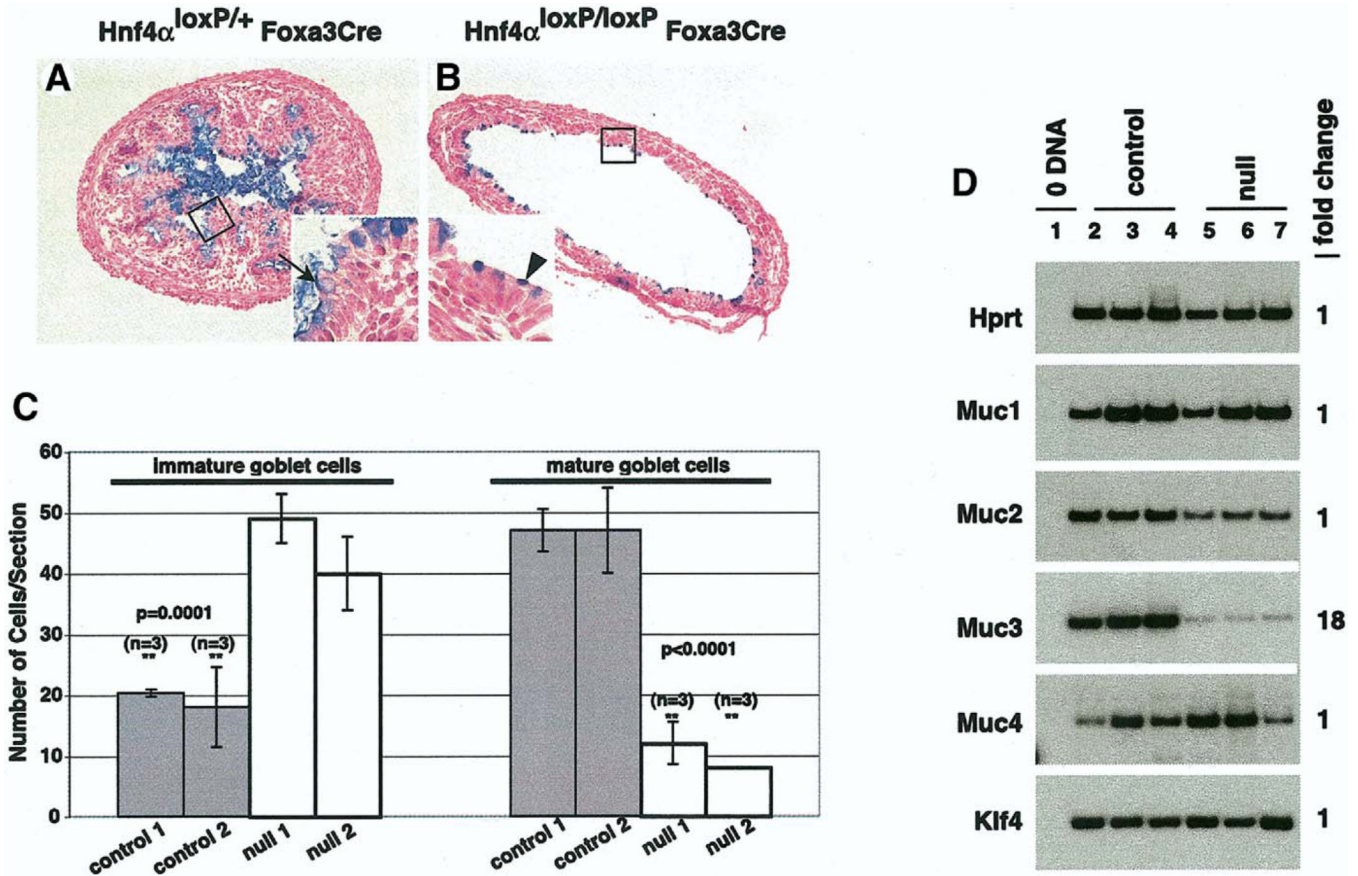 Hnf4α loxP/+ Foxa3Cre
Hnf4α loxP/loxP Foxa3Cre
A
B
C
Number of Cells/Section
60
50
40
30
20
10
0
Immature goblet cells
mature goblet cells
p=0.0001
(n=3)
**
(n=3)
**
p<0.0001
(n=3)
**
(n=3)
**
control 1
control 2
null 1
null 2
control 1
control 2
null 1
null 2
D
0 DNA
control
null
fold change
1 2 3 4 5 6 7
Hprt 1
Muc1 1
Muc2 1
Muc3 18
Muc4 1
Klf4 1